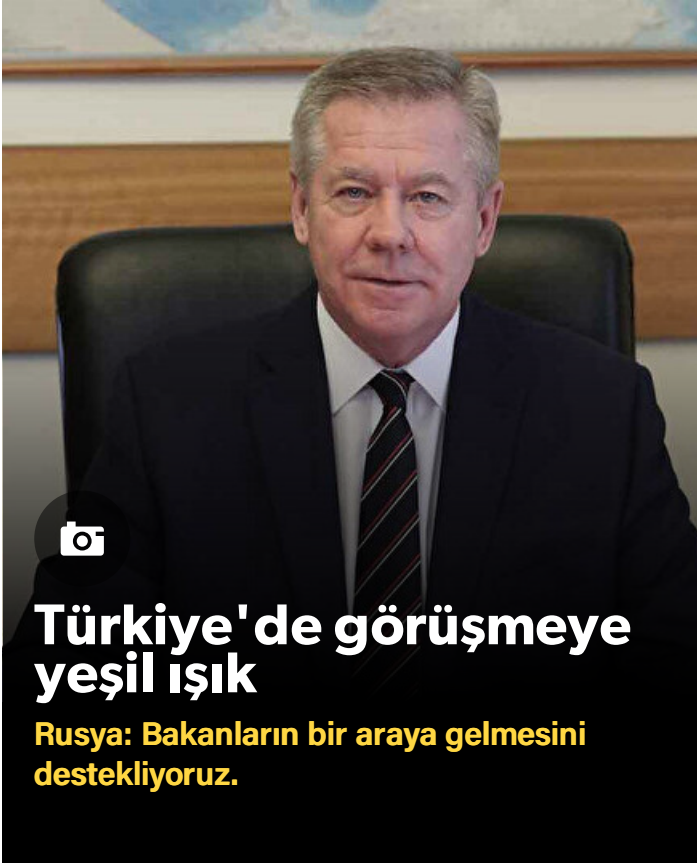 Türkiye'de görüşmeye
yeşil ışık
Rusya: Bakanların bir araya gelmesini
destekliyoruz.